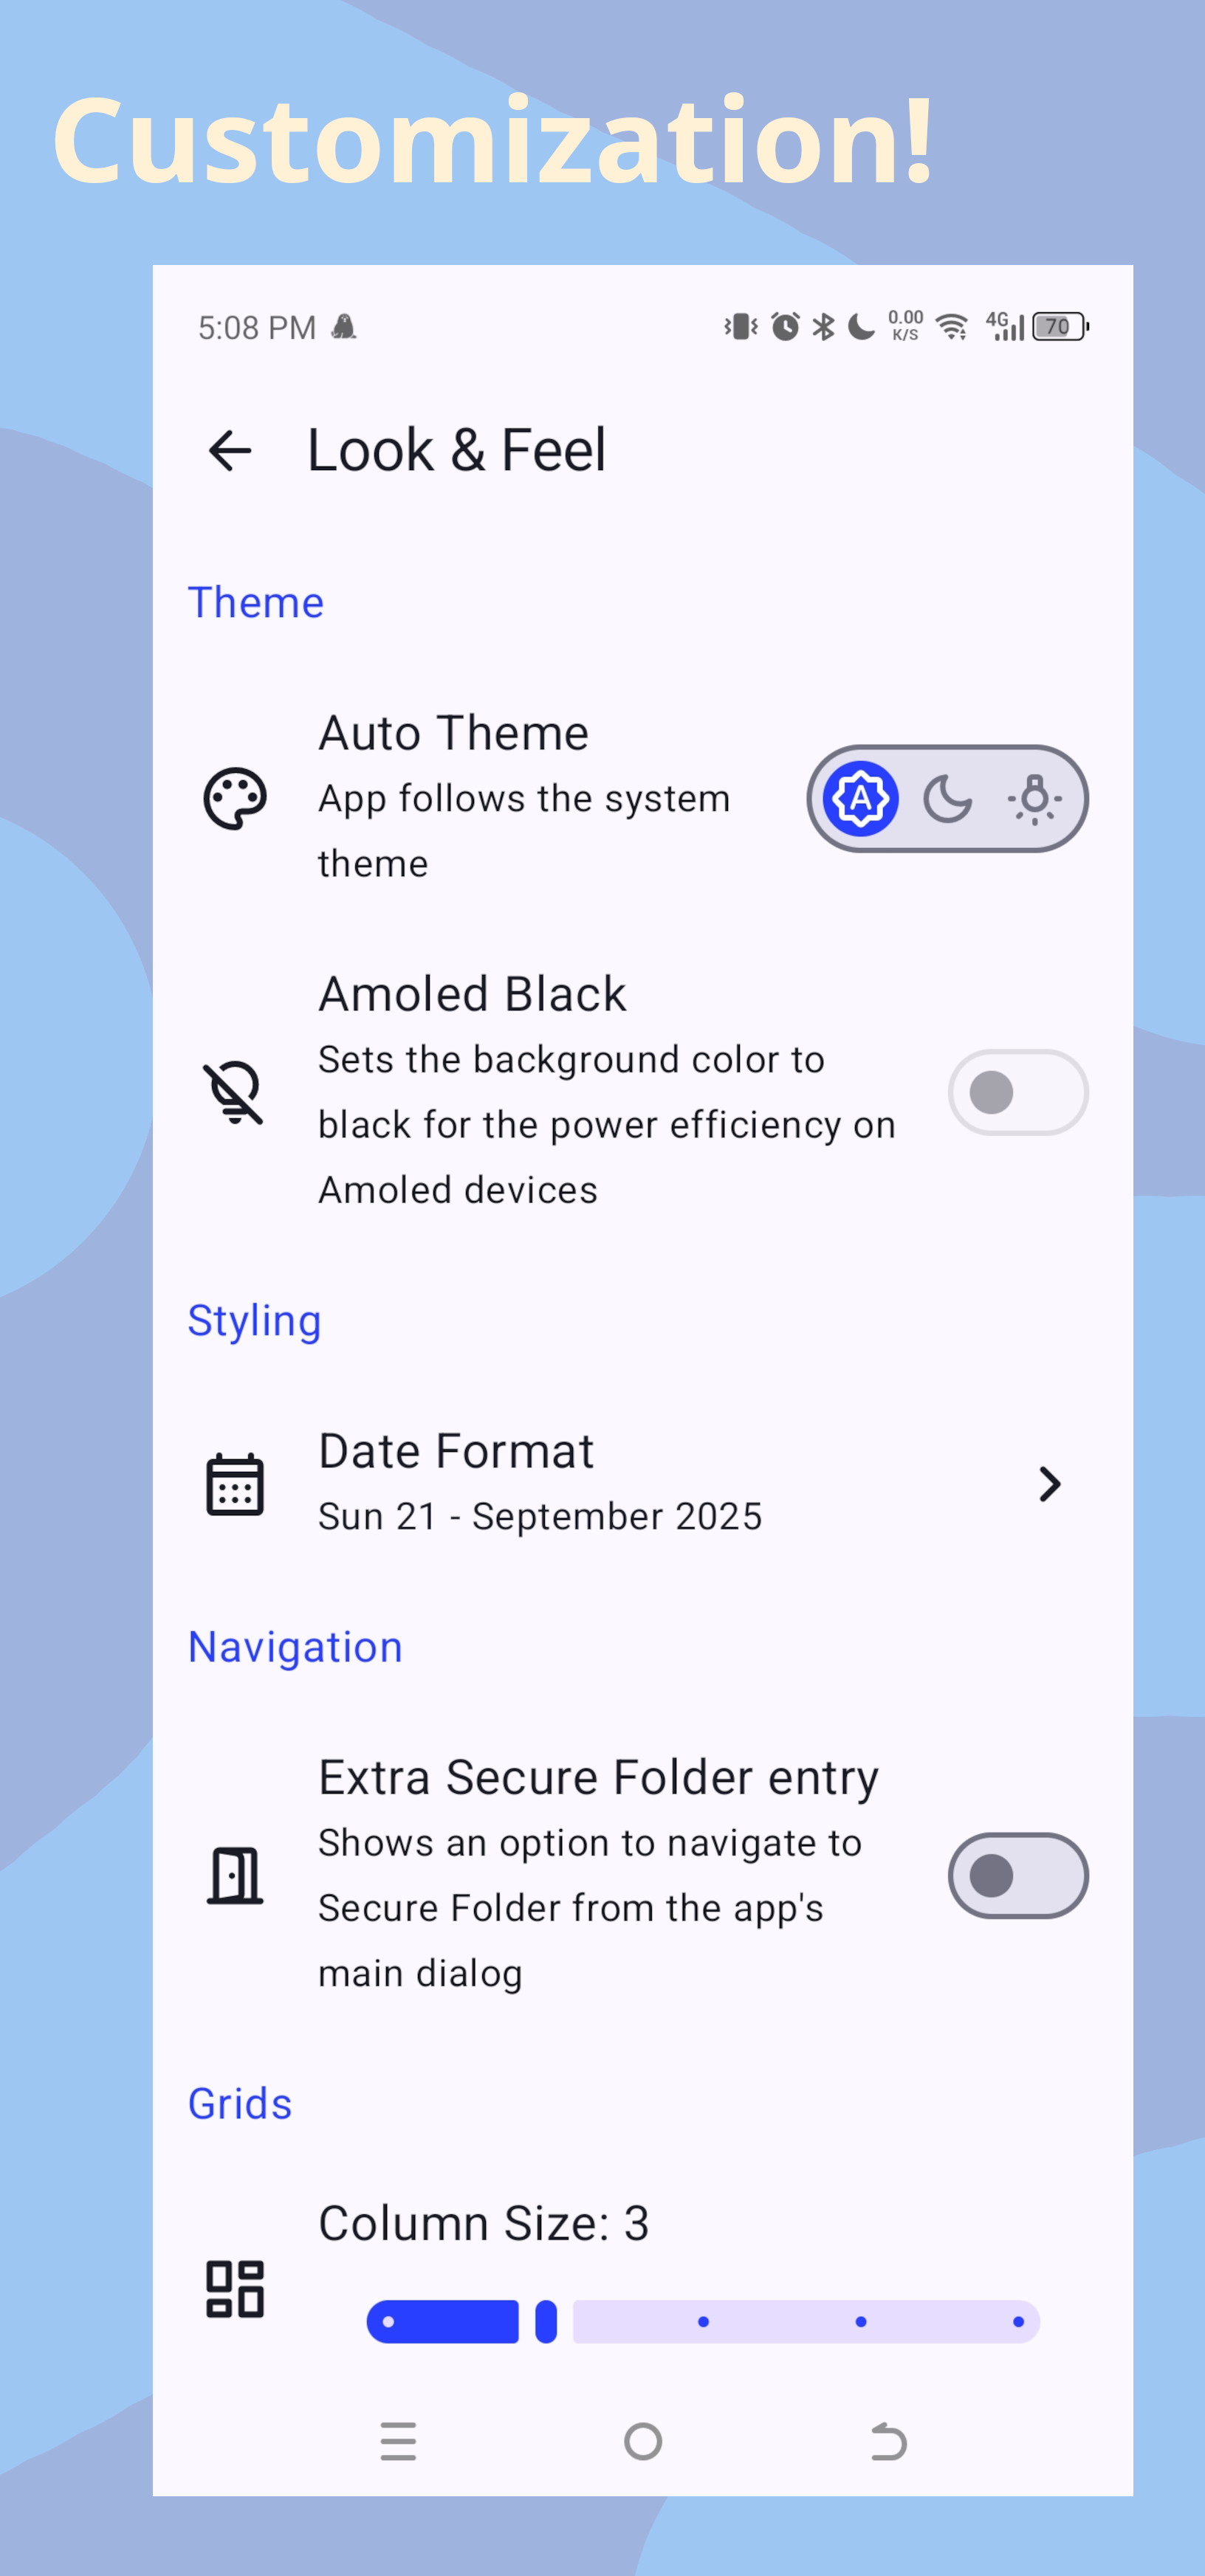 Customization!
5:08 PM 0.00 K/S 4G 70
Look & Feel
Theme
Auto Theme
App follows the system
theme
A
Amoled Black
Sets the background color to
black for the power efficiency on
Amoled devices
Styling
Date Format
Sun 21 - September 2025
Navigation
Extra Secure Folder entry
Shows an option to navigate to
Secure Folder from the app's
main dialog
Grids
Column Size: 3